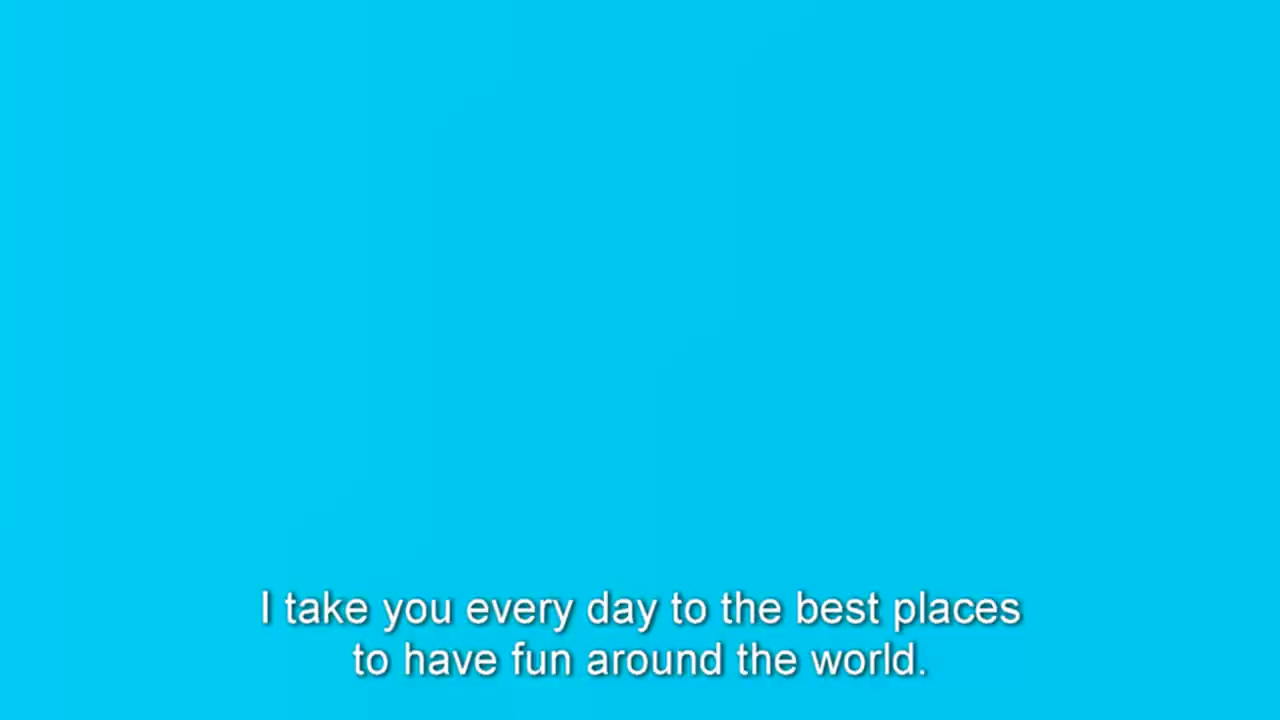 I take you every day to the best places
to have fun around the world.